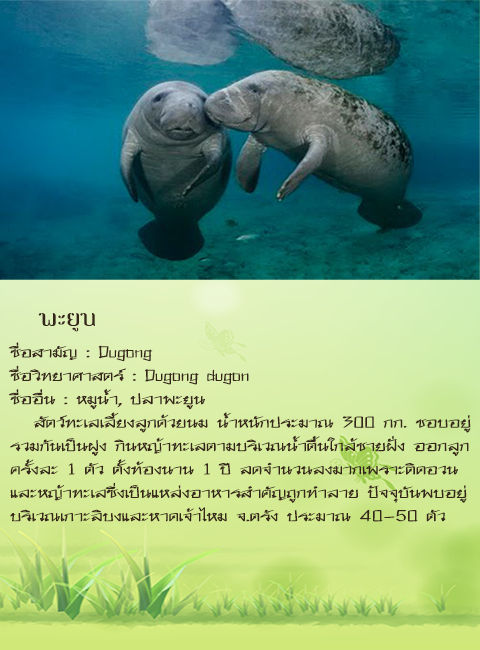 พะยูน
ชื่อสามัญ : Dugong
ชื่อวิทยาศาสตร์ : Dugong dugon
ชื่ออื่น : หมูน้ำ, ปลาพะยูน
สัตว์ทะเลเลี้ยงลูกด้วยนม น้ำหนักประมาณ 300 กก. ชอบอยู่
รวมกันเป็นฝูง กินหญ้าทะเลตามบริเวณน้ำตื้นใกล้ชายฝั่ง ออกลูก
ครั้งละ 1 ตัว ตั้งท้องนาน 1 ปี ลดจำนวนลงมากเพราะติดอวน
และหญ้าทะเลซึ่งเป็นแหล่งอาหารสำคัญถูกทำลาย ปัจจุบันพบอยู่
บริเวณเกาะลิบงและหาดเจ้าไหม จ.ตรัง ประมาณ 40-50 ตัว